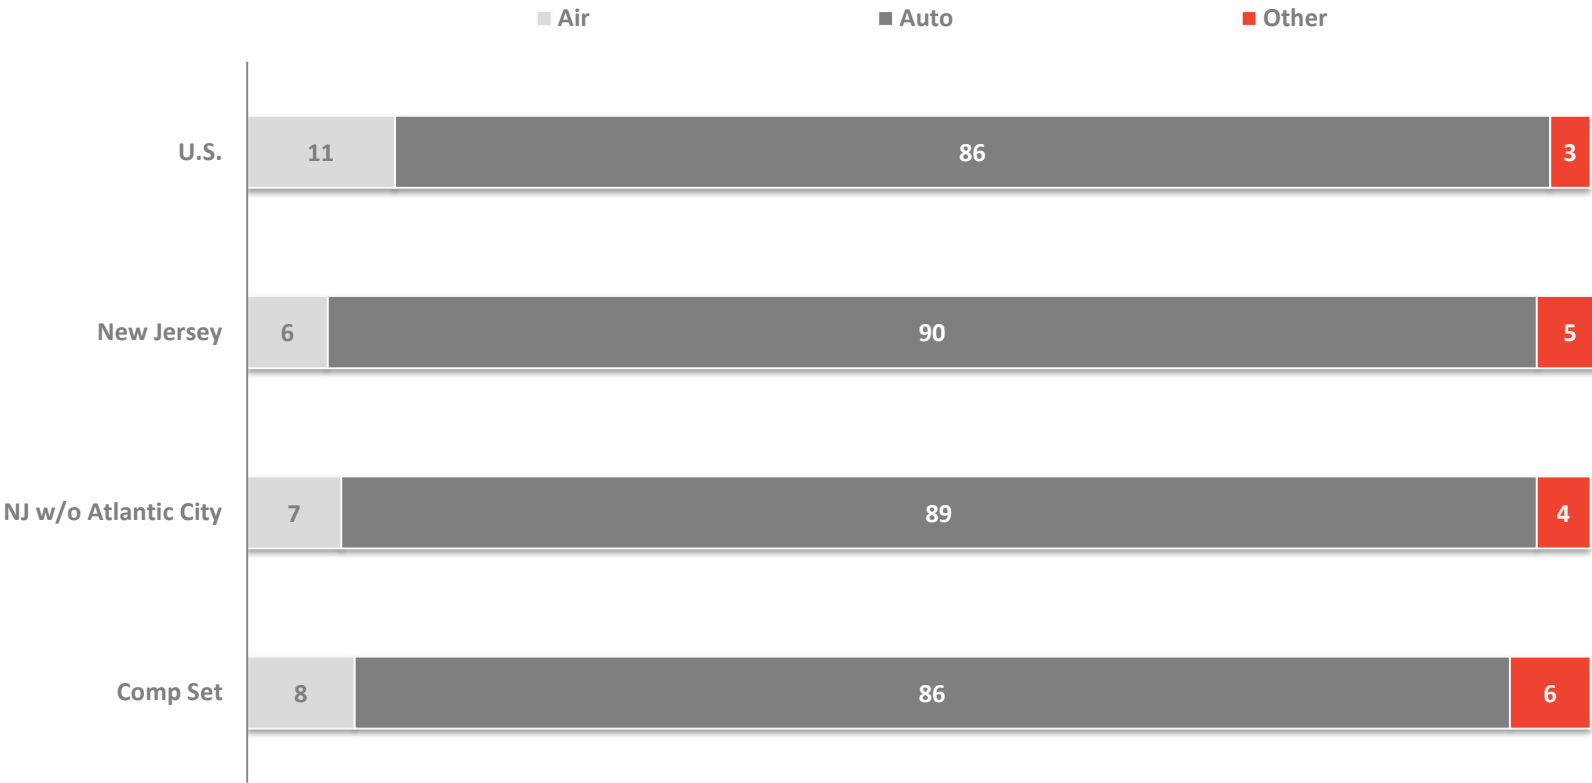 Air Auto Other
U.S. 11 86 3
New Jersey 6 90 5
NJ w/o Atlantic City 7 89 4
Comp Set 8 86 6